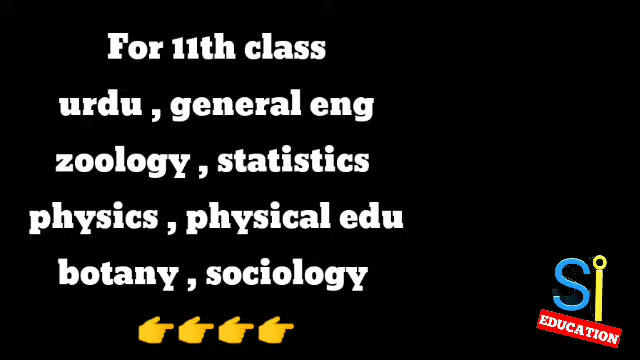 For 11th class
urdu , general eng
zoology , statistics
physics , physical edu
botany , sociology
👉👉👉👉
Si
EDUCATION